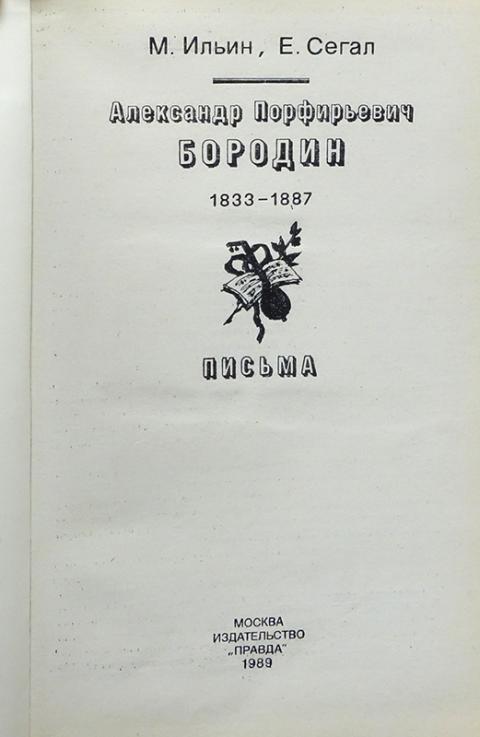 М. Ильин, Е. Сегал
Александр Порфирьевич
БОРОДИН
1833–1887
ПИСЬМА
МОСКВА
ИЗДАТЕЛЬСТВО
„ПРАВДА"
1989